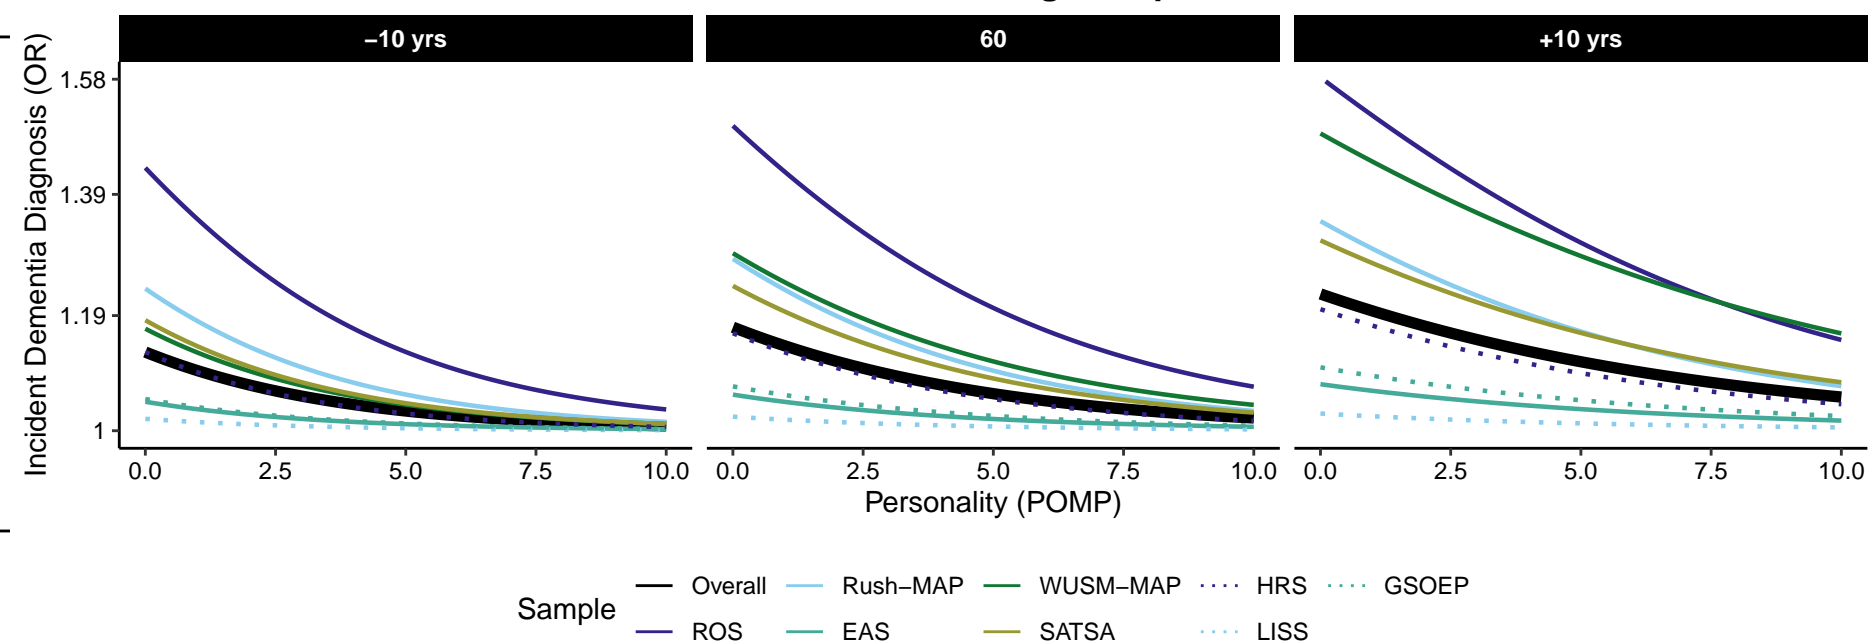 −10 yrs
60
+10 yrs
Incident Dementia Diagnosis (OR)
1.58
1.39
1.19
1
0.0 2.5 5.0 7.5 10.0
0.0 2.5 5.0 7.5 10.0
0.0 2.5 5.0 7.5 10.0
Personality (POMP)
Sample
Overall Rush−MAP WUSM−MAP HRS GSOEP
ROS EAS SATSA LISS